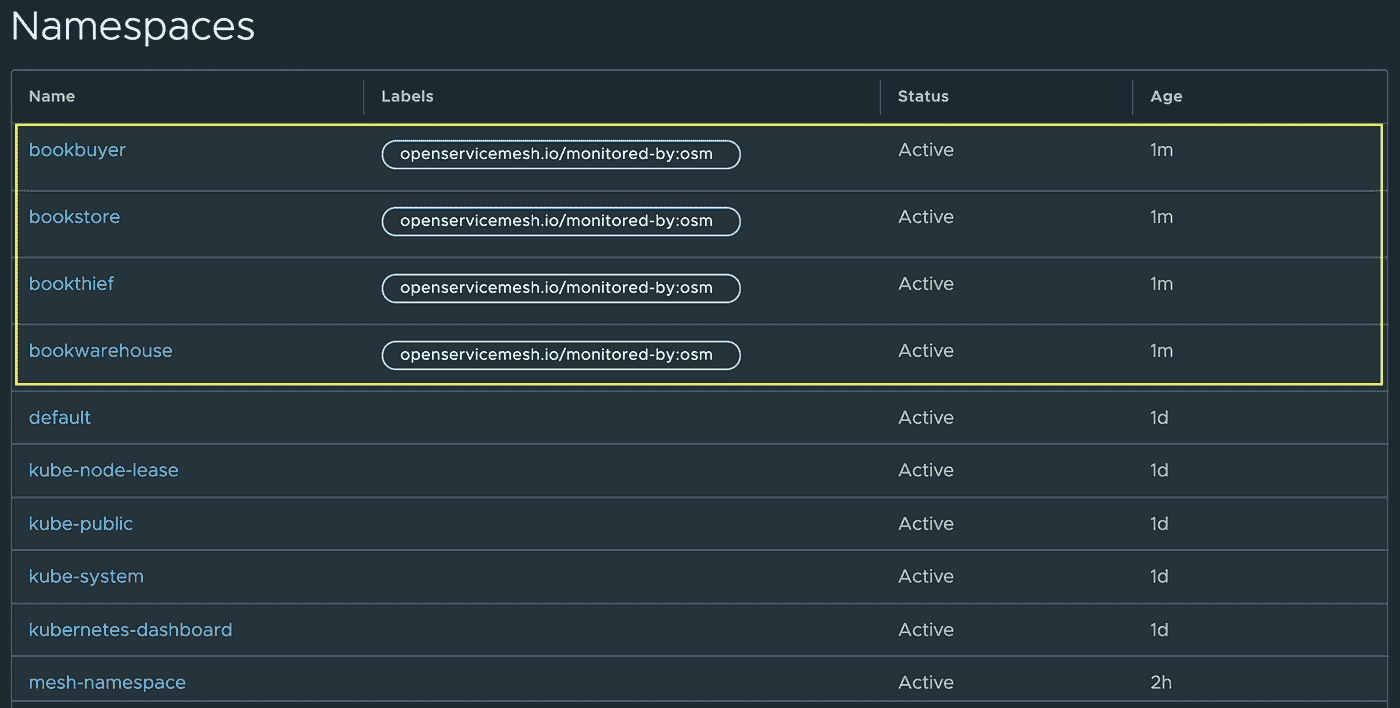 Namespaces
Name Labels Status Age
bookbuyer openservicemesh.io/monitored-by:osm Active 1m
bookstore openservicemesh.io/monitored-by:osm Active 1m
bookthief openservicemesh.io/monitored-by:osm Active 1m
bookwarehouse openservicemesh.io/monitored-by:osm Active 1m
default Active 1d
kube-node-lease Active 1d
kube-public Active 1d
kube-system Active 1d
kubernetes-dashboard Active 1d
mesh-namespace Active 2h